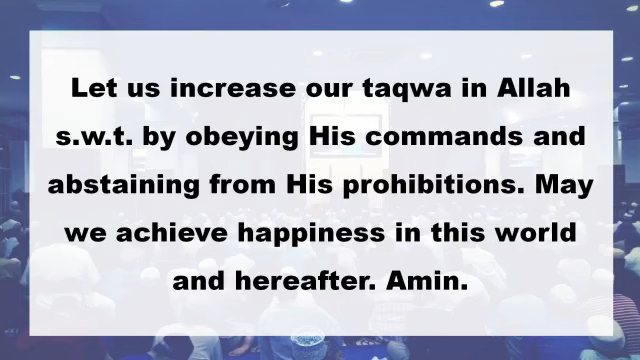 Let us increase our taqwa in Allah
s.w.t. by obeying His commands and
abstaining from His prohibitions. May
we achieve happiness in this world
and hereafter. Amin.